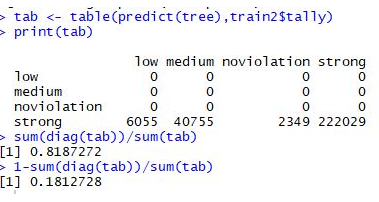 > tab <- table(predict(tree),train2$tally)
> print(tab)
low medium noviolation strong
low 0 0 0 0
medium 0 0 0 0
noviolation 0 0 0 0
strong 6055 40755 2349 222029
> sum(diag(tab))/sum(tab)
[1] 0.8187272
> 1-sum(diag(tab))/sum(tab)
[1] 0.1812728